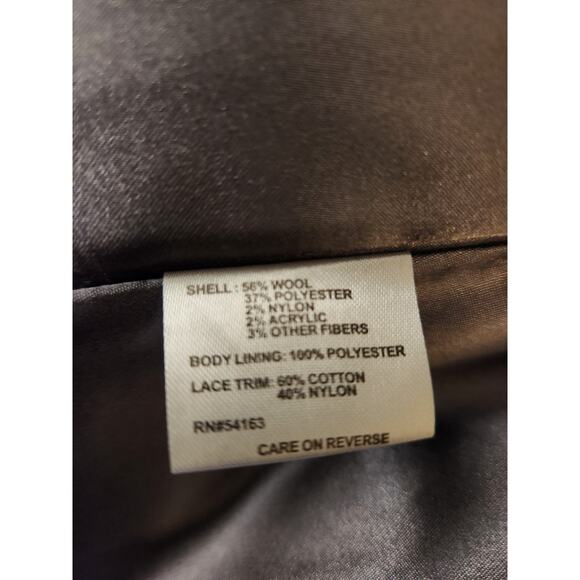 SHELL : 56% WOOL
37% POLYESTER
2% NYLON
2% ACRYLIC
3% OTHER FIBERS
BODY LINING: 100% POLYESTER
LACE TRIM: 60% COTTON
40% NYLON
RN#54163
CARE ON REVERSE